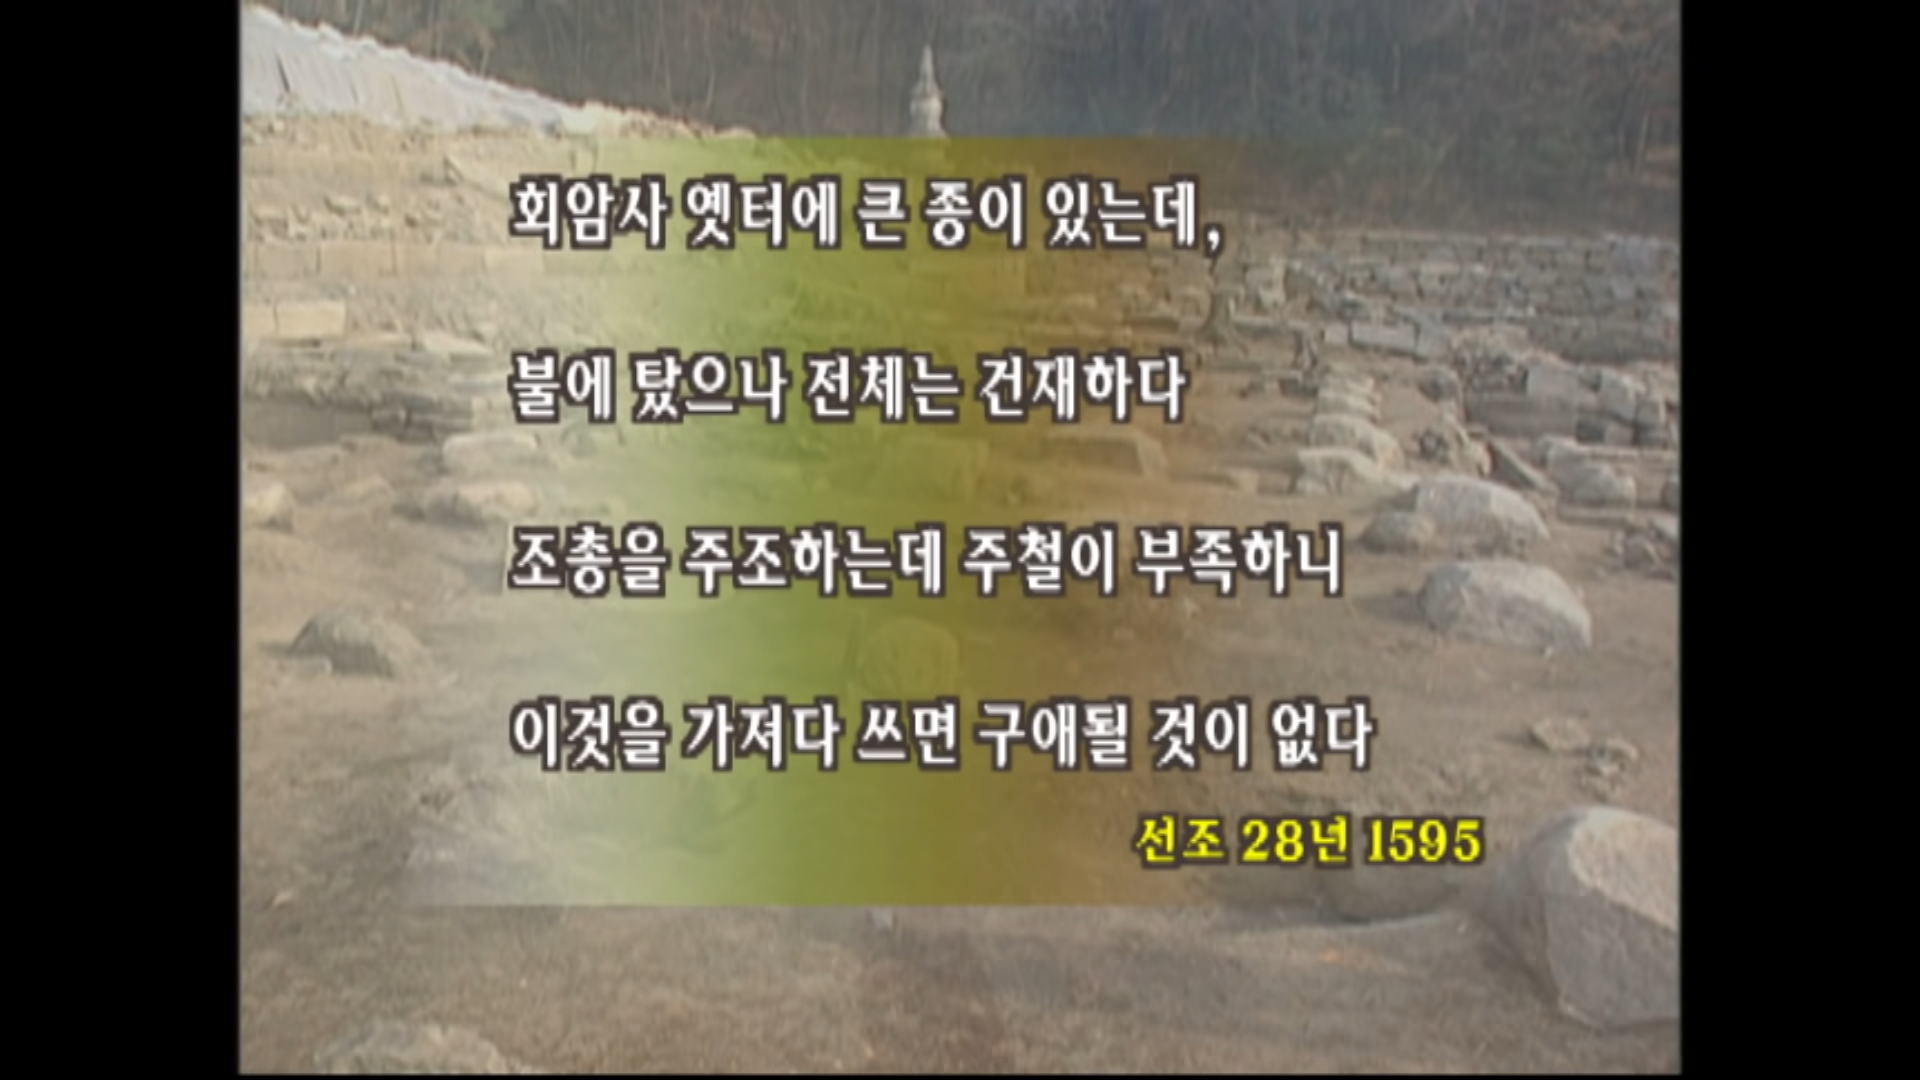 회암사 옛터에 큰 종이 있는데,
불에 탔으나 전체는 건재하다
조총을 주조하는데 주철이 부족하니
이것을 가져다 쓰면 구애될 것이 없다
선조 28년 1595